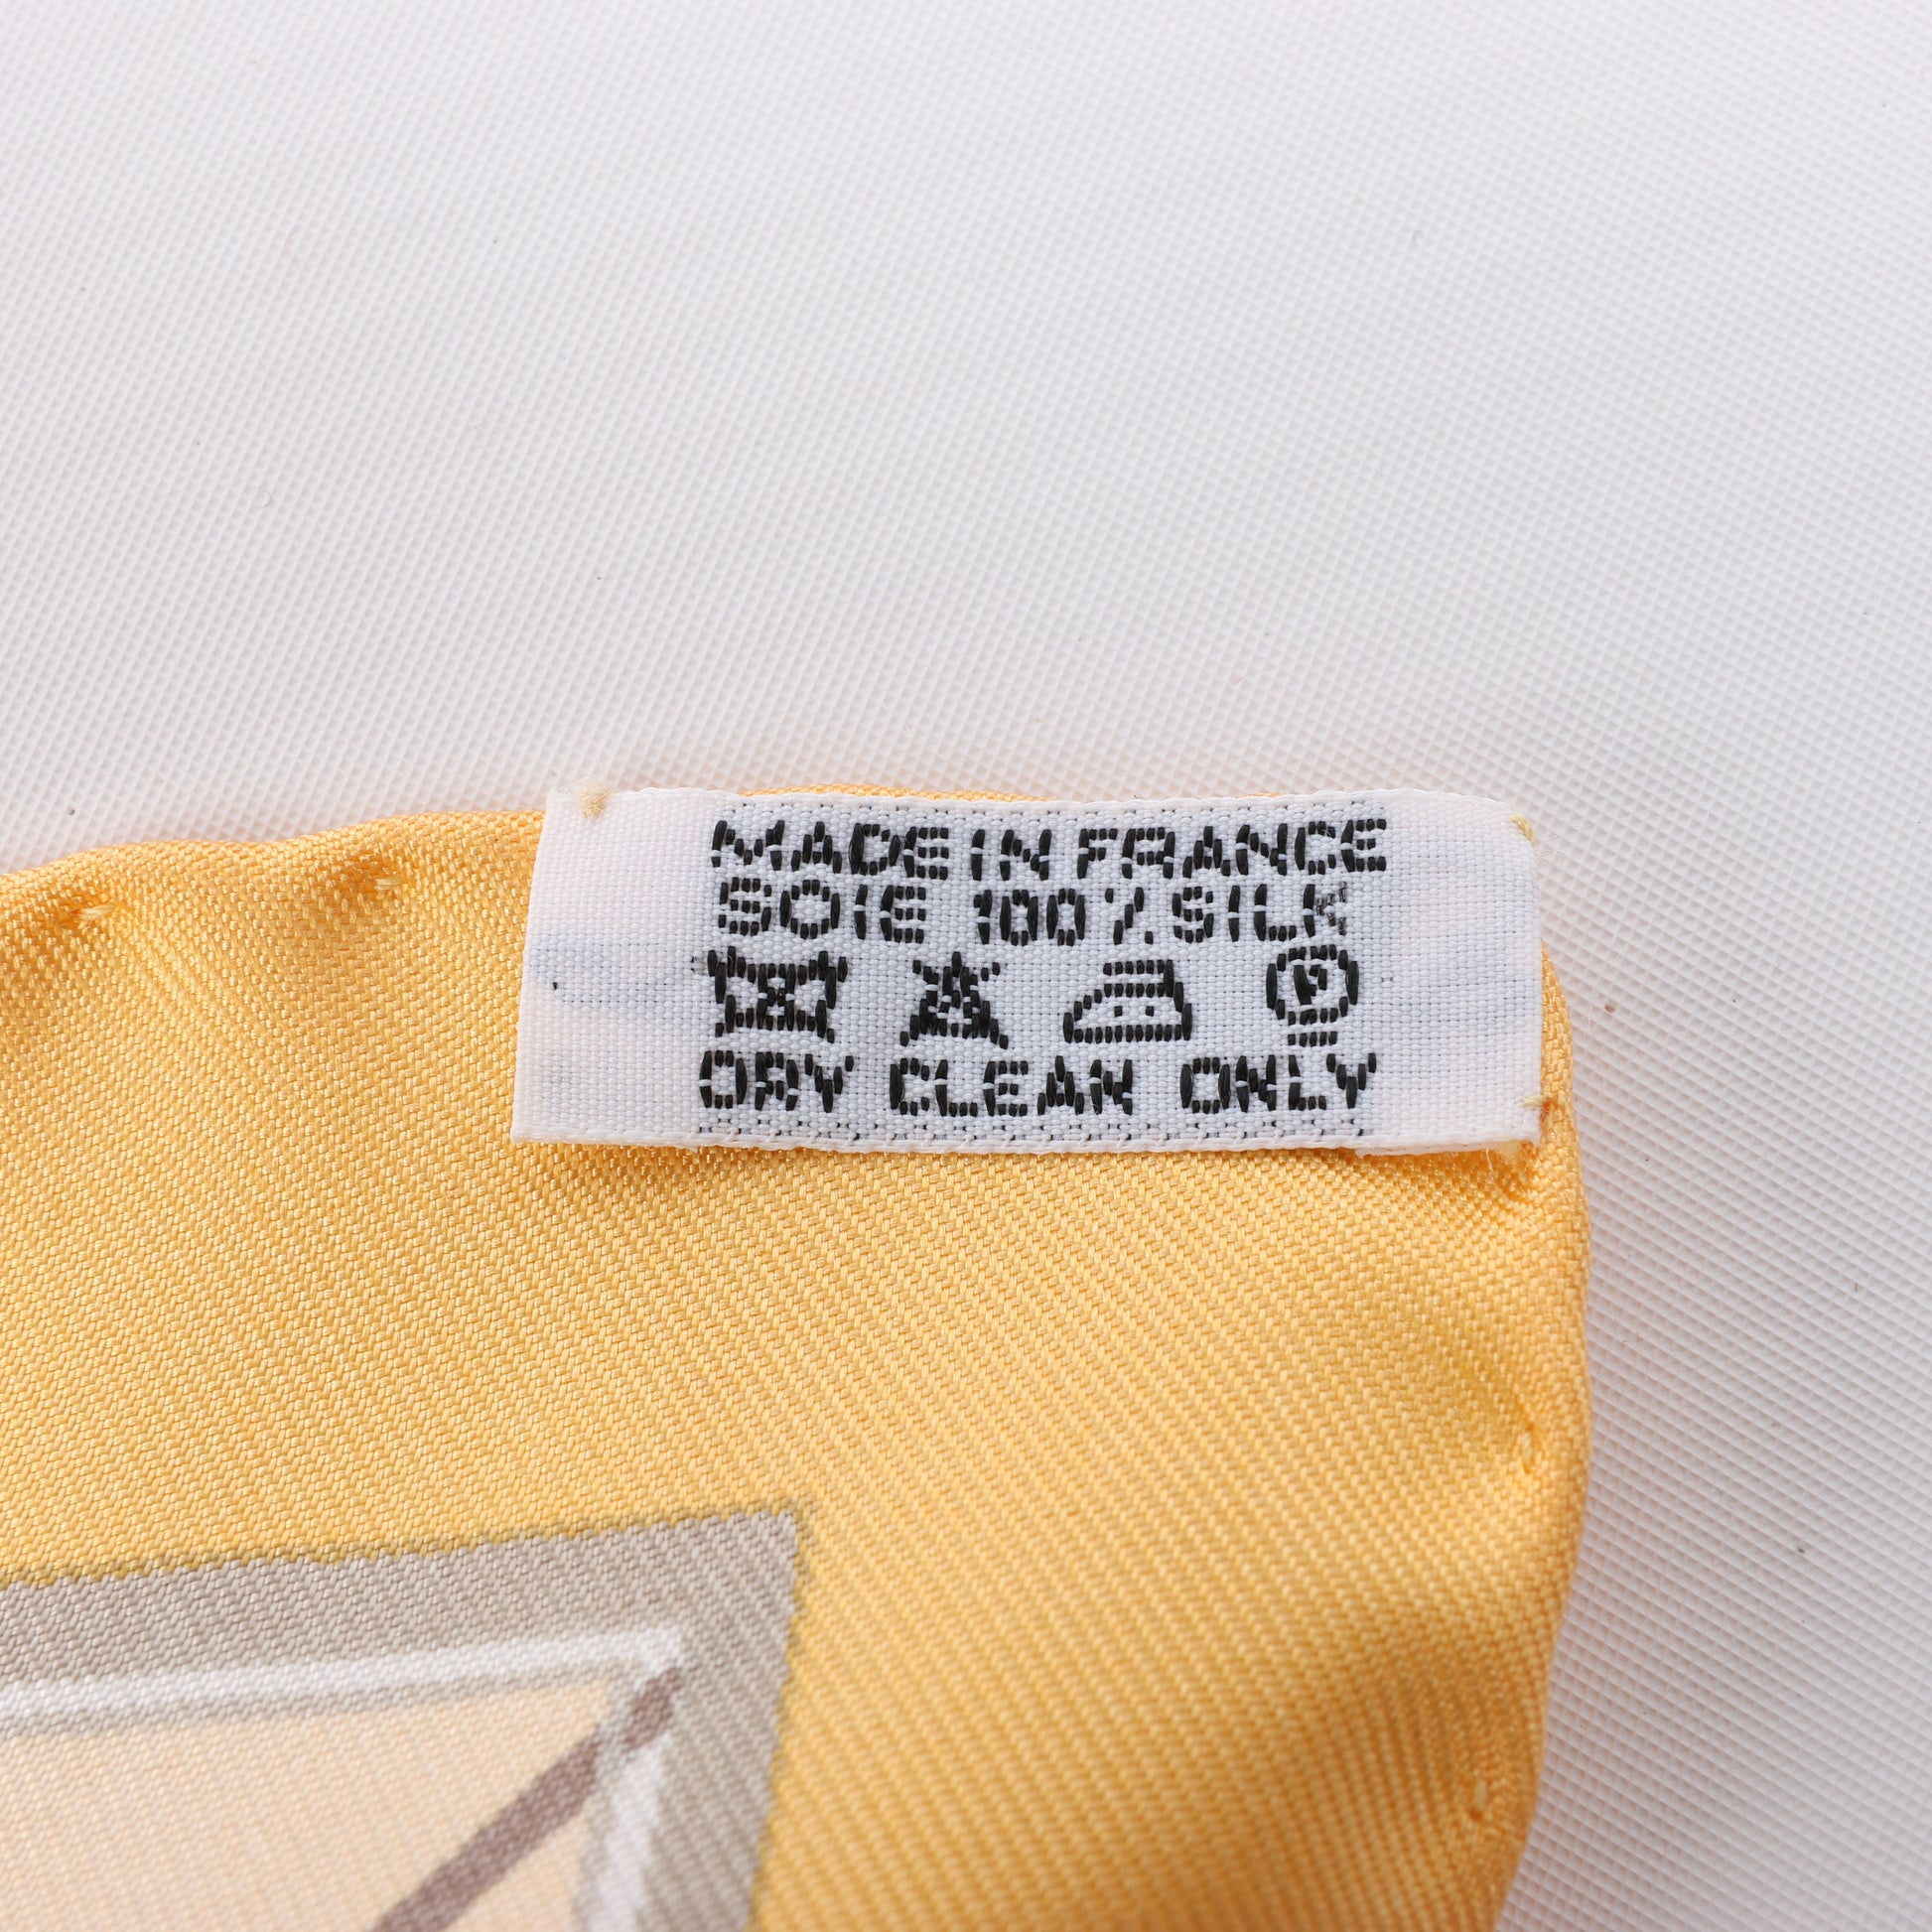 MADE IN FRANCE
SOIE 100% SILK
P
DRY CLEAN ONLY